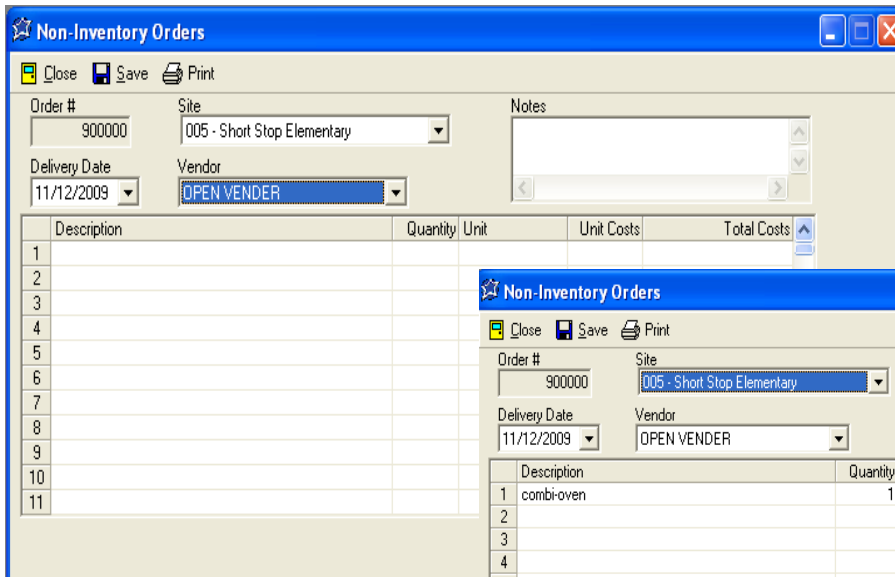 Non-Inventory Orders
Close Save Print
Order # Site Notes
900000 005 - Short Stop Elementary
Delivery Date Vendor
11/12/2009 OPEN VENDER
Description Quantity Unit Unit Costs Total Costs
1
2
3
4
5
6
7
8
9
10
11
Non-Inventory Orders
Close Save Print
Order # Site
900000 005 - Short Stop Elementary
Delivery Date Vendor
11/12/2009 OPEN VENDER
Description Quantity
1 combi-oven 1
2
3
4